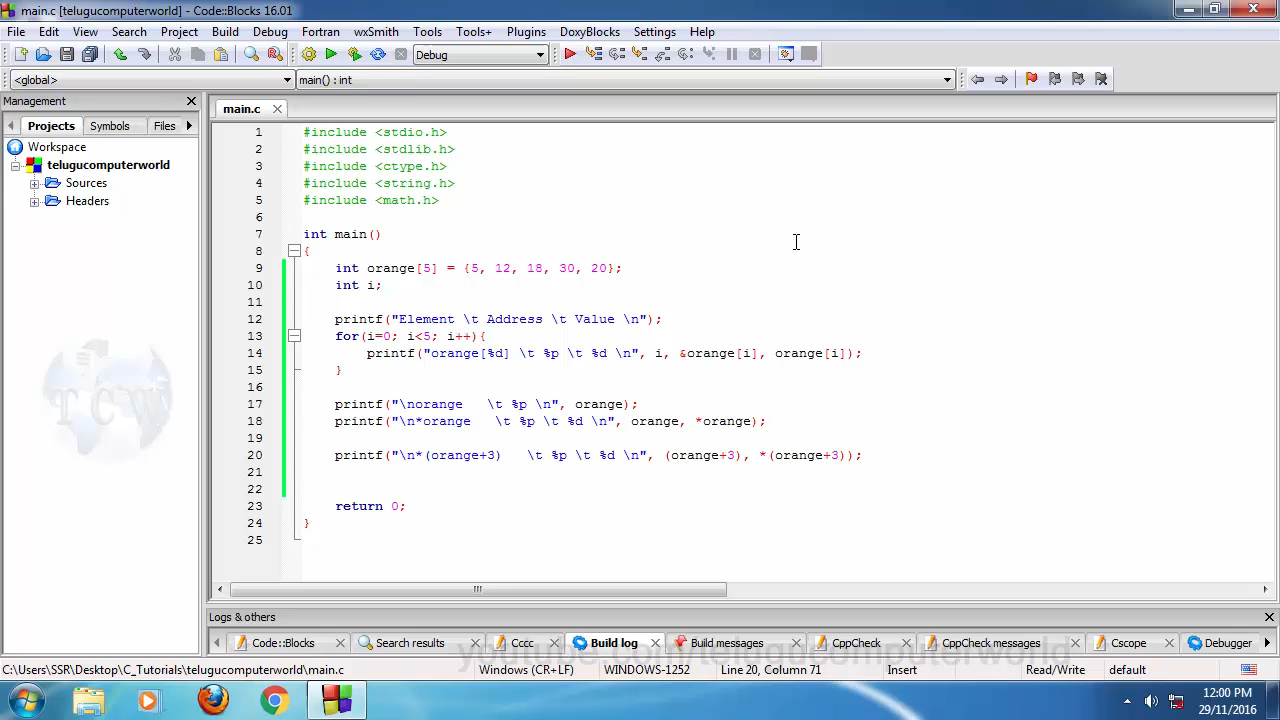 main.c [telugucomputerworld] - Code::Blocks 16.01
File Edit View Search Project Build Debug Fortran wxSmith Tools Tools+ Plugins DoxyBlocks Settings Help
Debug
<global> main() : int
Management
main.c
Projects Symbols Files
Workspace
telugucomputerworld
Sources
Headers
TCW
1 #include <stdio.h>
2 #include <stdlib.h>
3 #include <ctype.h>
4 #include <string.h>
5 #include <math.h>
6
7 int main()
8 {
9 int orange[5] = {5, 12, 18, 30, 20};
10 int i;
11
12 printf("Element \t Address \t Value \n");
13 for(i=0; i<5; i++){
14 printf("orange[%d] \t %p \t %d \n", i, &orange[i], orange[i]);
15 }
16
17 printf("\norange   \t %p \n", orange);
18 printf("\n*orange   \t %p \t %d \n", orange, *orange);
19
20 printf("\n*(orange+3)   \t %p \t %d \n", (orange+3), *(orange+3));
21
22
23 return 0;
24 }
25
Logs & others
Code::Blocks Search results Cccc Build log Build messages CppCheck CppCheck messages Cscope Debugger
youtube.com/telugucomputerworld
C:\Users\SSR\Desktop\C_Tutorials\telugucomputerworld\main.c Windows (CR+LF) WINDOWS-1252 Line 20, Column 71 Insert Read/Write default
12:00 PM
29/11/2016